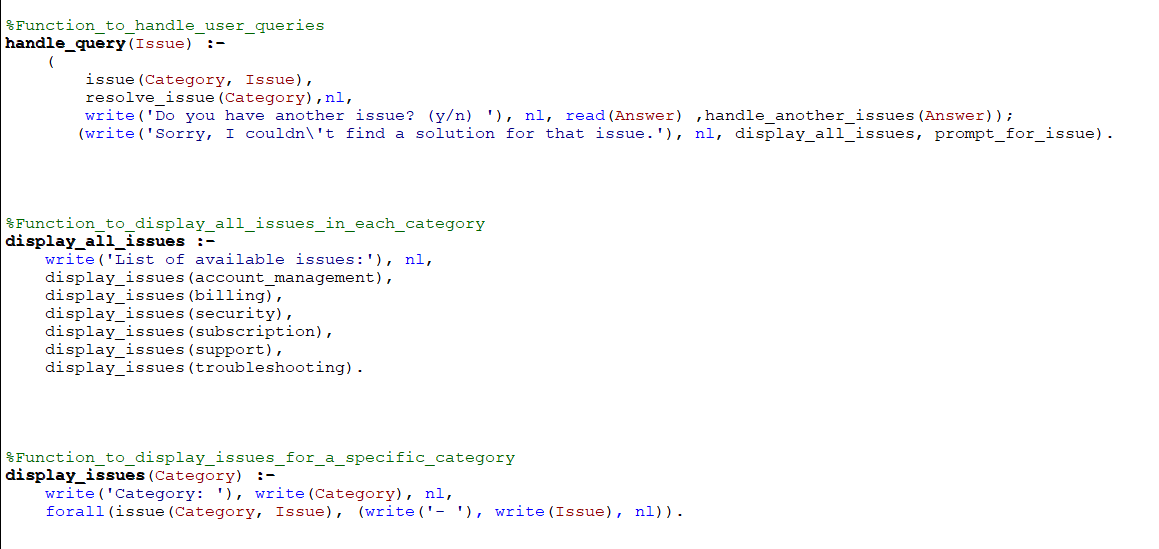 %Function_to_handle_user_queries
handle_query(Issue) :-
    (
        issue(Category, Issue),
        resolve_issue(Category),nl,
        write('Do you have another issue? (y/n) '), nl, read(Answer) ,handle_another_issues(Answer));
       (write('Sorry, I couldn\'t find a solution for that issue.'), nl, display_all_issues, prompt_for_issue).
%Function_to_display_all_issues_in_each_category
display_all_issues :-
    write('List of available issues:'), nl,
    display_issues(account_management),
    display_issues(billing),
    display_issues(security),
    display_issues(subscription),
    display_issues(support),
    display_issues(troubleshooting).
%Function_to_display_issues_for_a_specific_category
display_issues(Category) :-
    write('Category: '), write(Category), nl,
    forall(issue(Category, Issue), (write('- '), write(Issue), nl)).